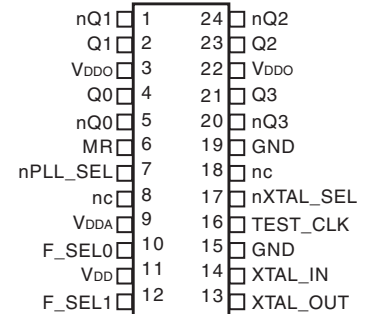 nQ1 1 24 nQ2
Q1 2 23 Q2
VDDO 3 22 VDDO
Q0 4 21 Q3
nQ0 5 20 nQ3
MR 6 19 GND
nPLL_SEL 7 18 nc
nc 8 17 nXTAL_SEL
VDDA 9 16 TEST_CLK
F_SEL0 10 15 GND
VDD 11 14 XTAL_IN
F_SEL1 12 13 XTAL_OUT